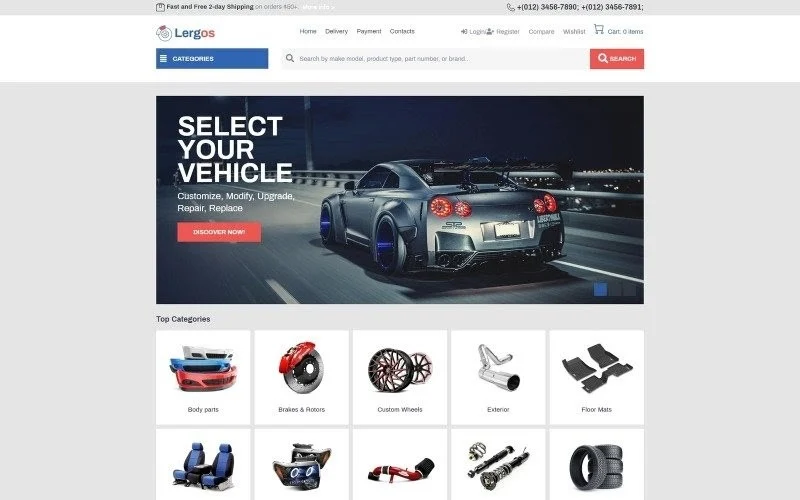 Fast and Free 2-day Shipping on orders $50+. more info »
+(012) 3456-7890; +(012) 3456-7891;
Lergos
Home Delivery Payment Contacts
Login Register Compare Wishlist Cart: 0 items
CATEGORIES
Search by make model, product type, part number, or brand..
SEARCH
SELECT
YOUR
VEHICLE
Customize, Modify, Upgrade,
Repair, Replace
DISCOVER NOW!
Top Categories
Body parts
Brakes & Rotors
Custom Wheels
Exterior
Floor Mats